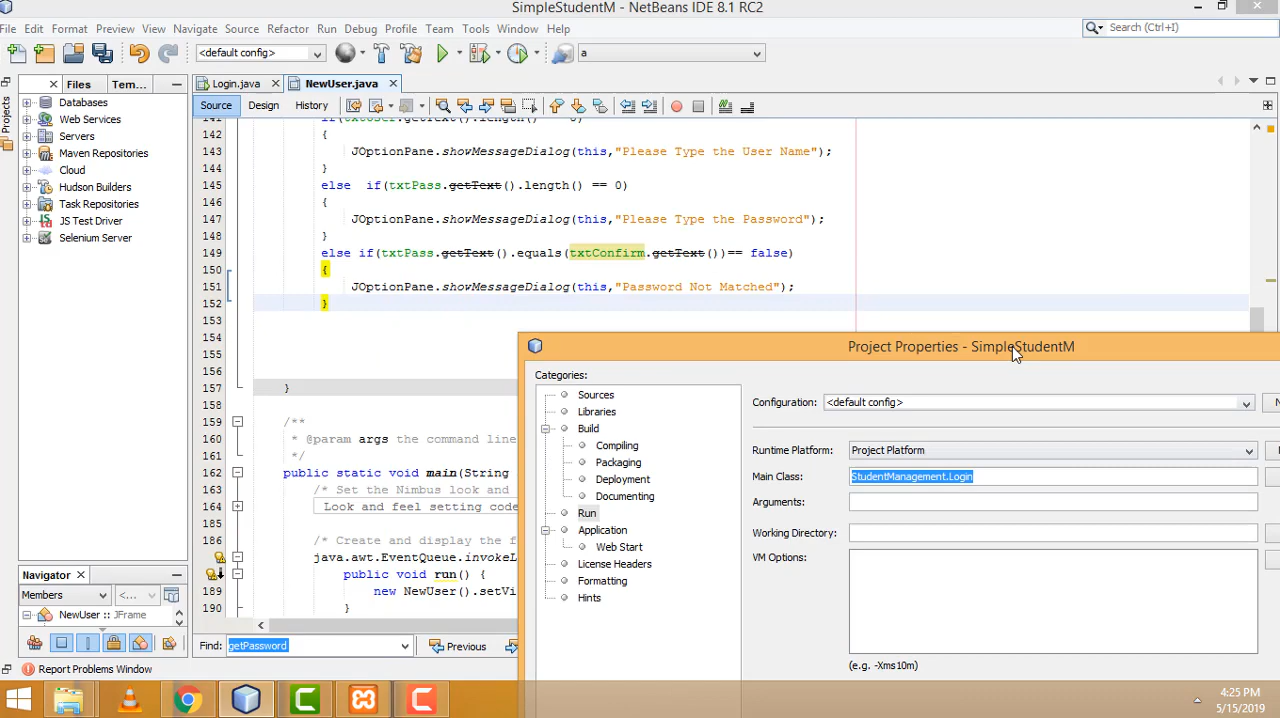 SimpleStudentM - NetBeans IDE 8.1 RC2
File Edit Format Navigate Preview View Navigate Source Refactor Run Debug Profile Team Tools Window Help
Search (Ctrl+I)
<default config>
a
Files
Tem...
Login.java
NewUser.java
Source
Design
History
Projects
Databases
Web Services
Servers
Maven Repositories
Cloud
Hudson Builders
Task Repositories
JS Test Driver
Selenium Server
142 {
143 JOptionPane.showMessageDialog(this,"Please Type the User Name");
144 }
145 else if(txtPass.getText().length() == 0)
146 {
147 JOptionPane.showMessageDialog(this,"Please Type the Password");
148 }
149 else if(txtPass.getText().equals(txtConfirm.getText())== false)
150 {
151 JOptionPane.showMessageDialog(this,"Password Not Matched");
152 }
153
154
155
156
157 }
158
159 /**
160 * @param args the command line
161 */
162 public static void main(String
163 /* Set the Nimbus look and
164 Look and feel setting code
185
186 /* Create and display the f
java.awt.EventQueue.invokeL
public void run() {
189 new NewUser().setVi
190 }
Project Properties - SimpleStudentM
Categories:
Sources
Libraries
Build
Compiling
Packaging
Deployment
Documenting
Run
Application
Web Start
License Headers
Formatting
Hints
Configuration: <default config>
Runtime Platform: Project Platform
Main Class: StudentManagement.Login
Arguments:
Working Directory:
VM Options:
(e.g. -Xms10m)
Navigator
Members
<...
NewUser :: JFrame
Find: getPassword
Previous
Report Problems Window
4:25 PM
5/15/2019